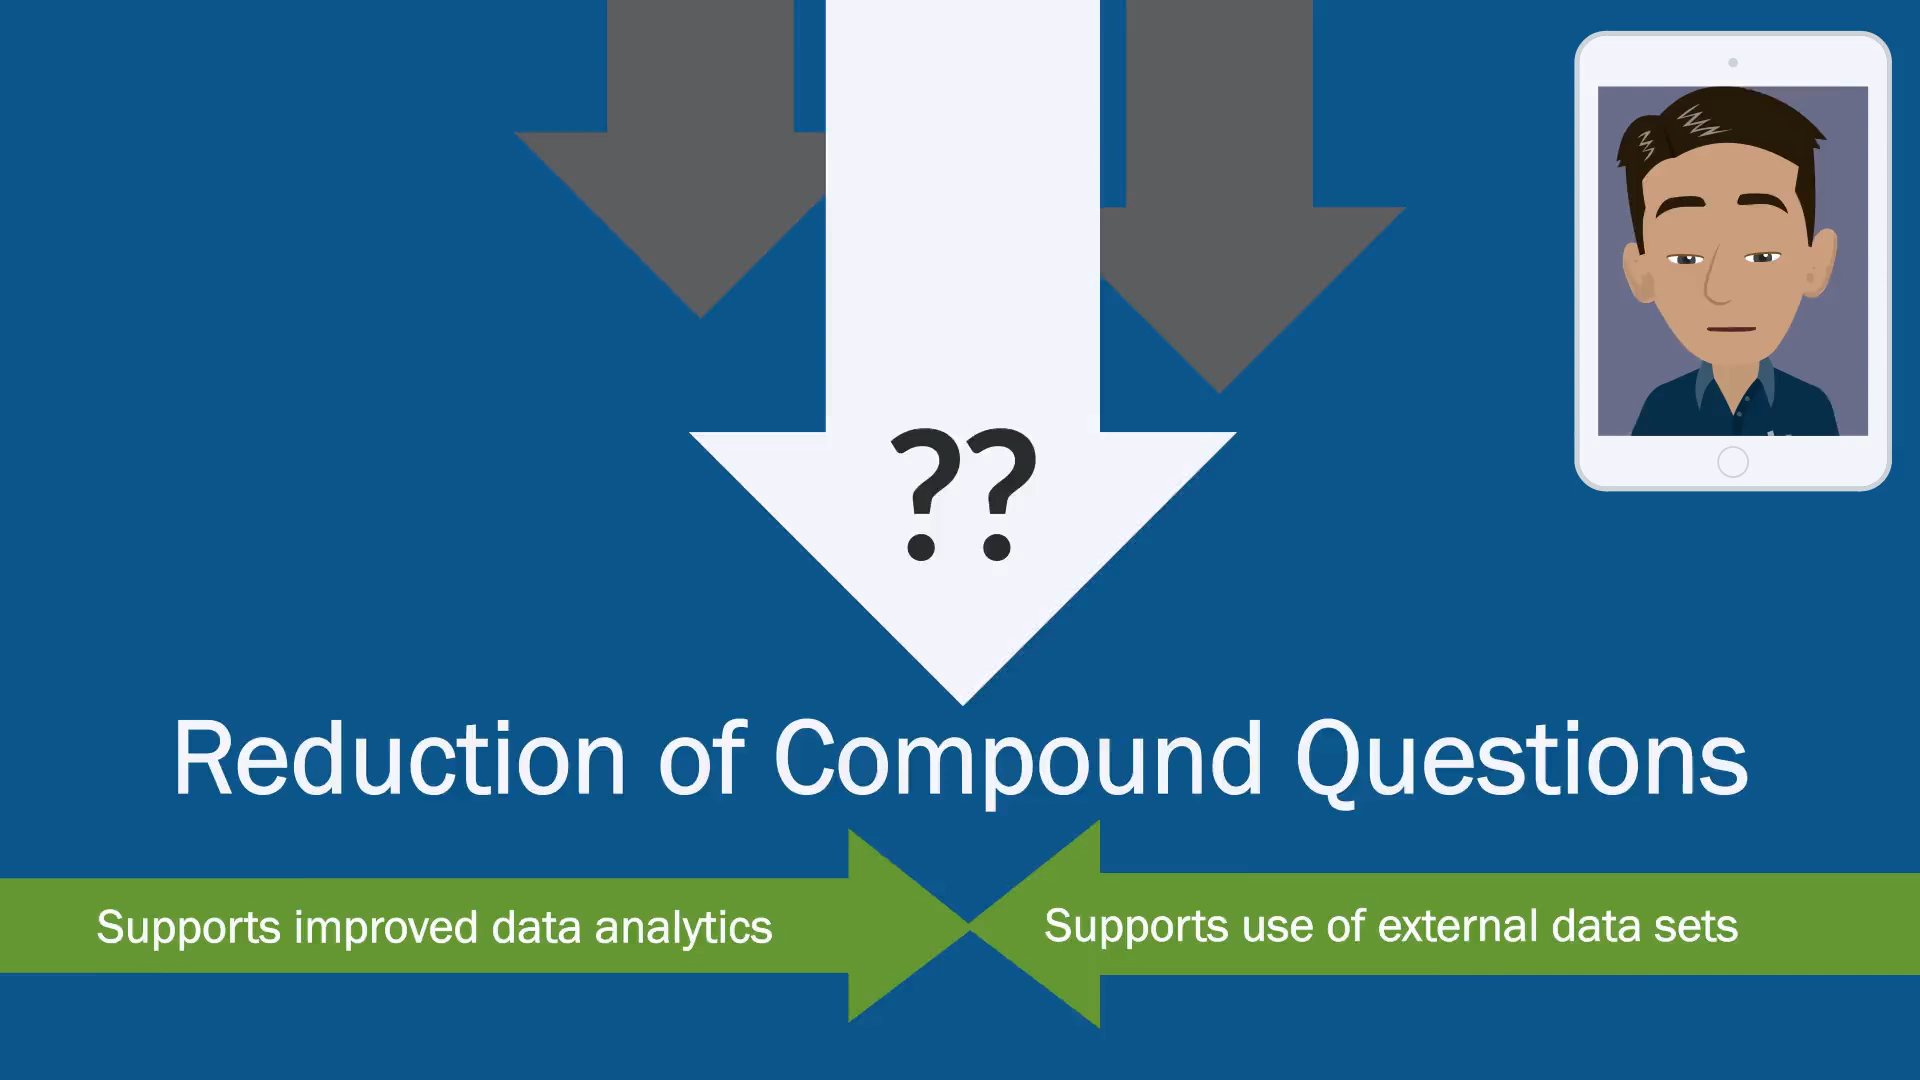 ??
Reduction of Compound Questions
Supports improved data analytics
Supports use of external data sets